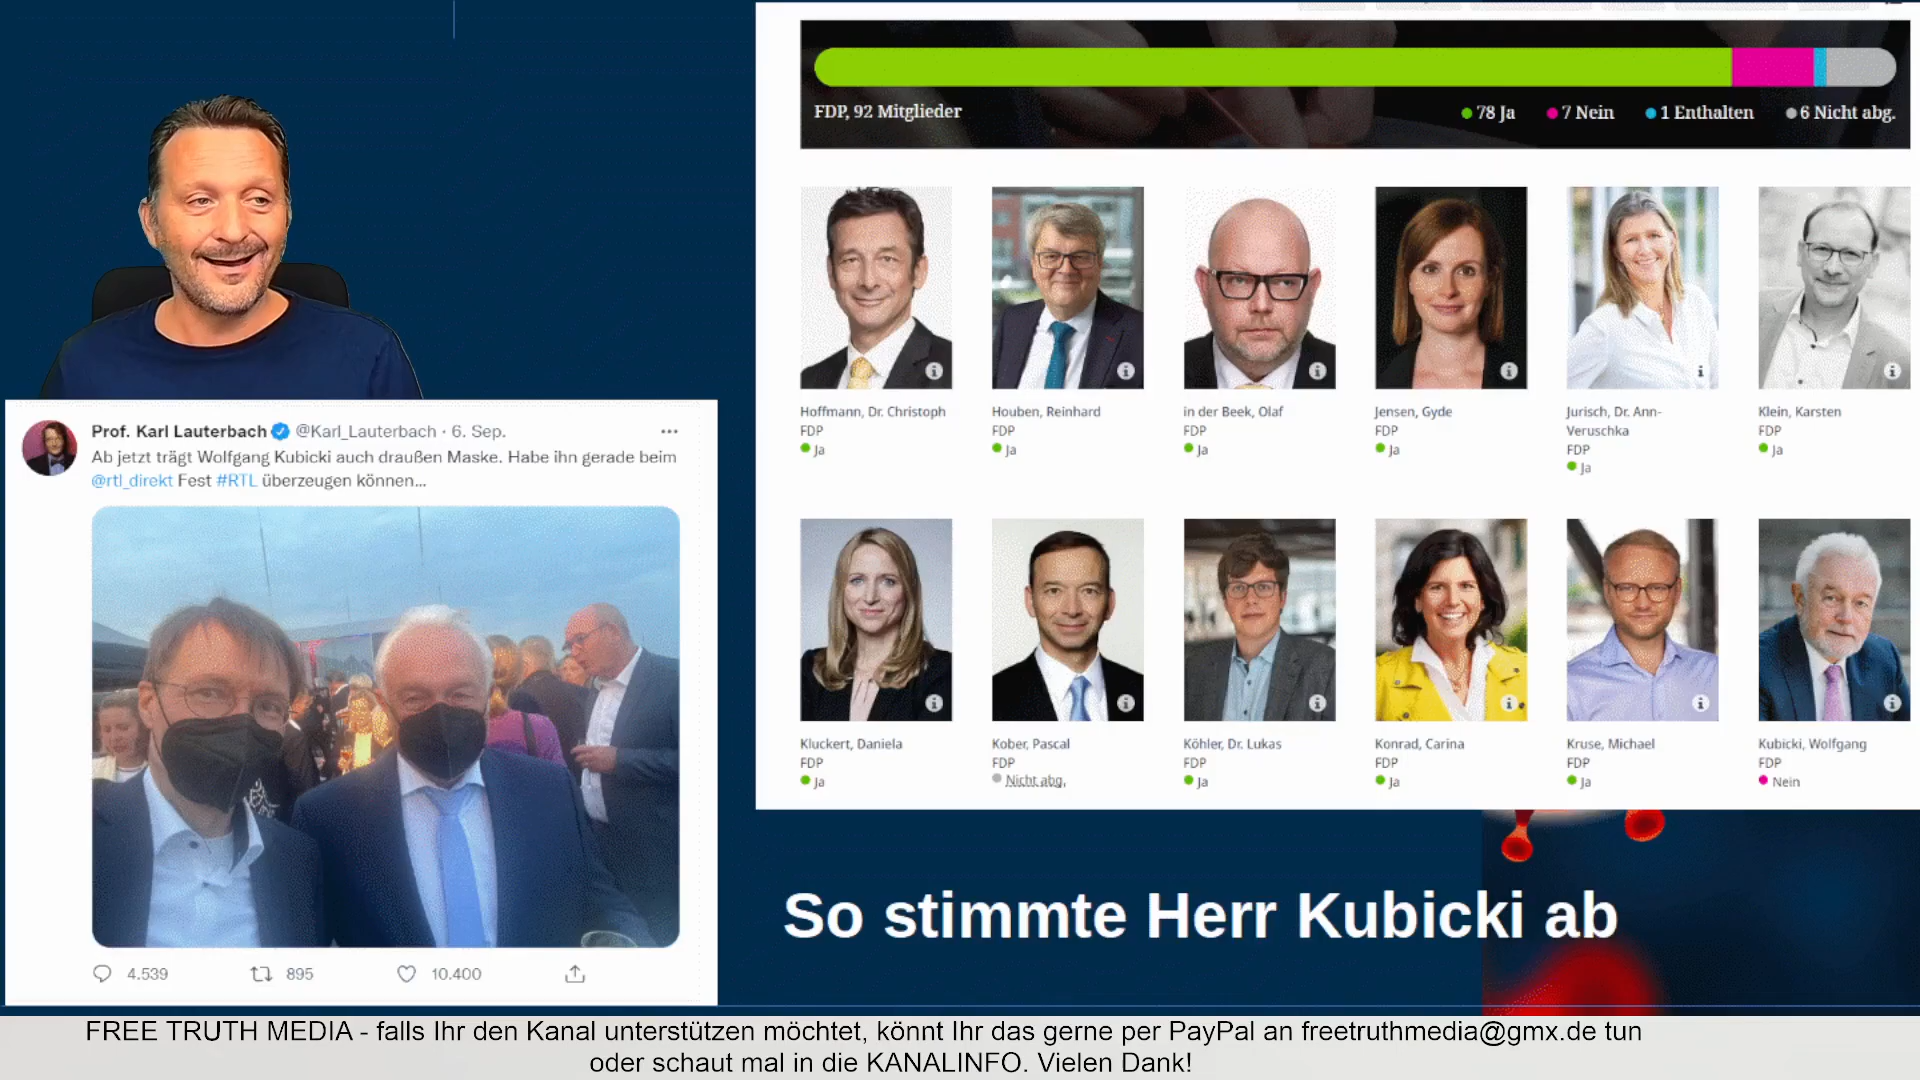 FDP, 92 Mitglieder
78 Ja
7 Nein
1 Enthalten
6 Nicht abg.
Hoffmann, Dr. Christoph
FDP
Ja
Houben, Reinhard
FDP
Ja
in der Beek, Olaf
FDP
Ja
Jensen, Gyde
FDP
Ja
Jurisch, Dr. Ann-
Veruschka
FDP
Ja
Klein, Karsten
FDP
Ja
Kluckert, Daniela
FDP
Ja
Kober, Pascal
FDP
Nicht abg.
Köhler, Dr. Lukas
FDP
Ja
Konrad, Carina
FDP
Ja
Kruse, Michael
FDP
Ja
Kubicki, Wolfgang
FDP
Nein
Prof. Karl Lauterbach @Karl_Lauterbach · 6. Sep.
Ab jetzt trägt Wolfgang Kubicki auch draußen Maske. Habe ihn gerade beim
@rtl_direkt Fest #RTL überzeugen können...
4.539 895 10.400
So stimmte Herr Kubicki ab
FREE TRUTH MEDIA - falls Ihr den Kanal unterstützen möchtet, könnt Ihr das gerne per PayPal an freetruthmedia@gmx.de tun
oder schaut mal in die KANALINFO. Vielen Dank!